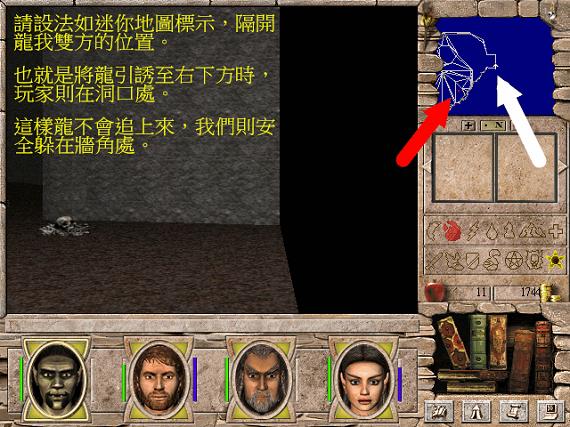 請設法如迷你地圖標示，隔開
龍我雙方的位置。
也就是將龍引誘至右下方時，
玩家則在洞口處。
這樣龍不會追上來，我們則安
全躲在牆角處。
N
11
1744